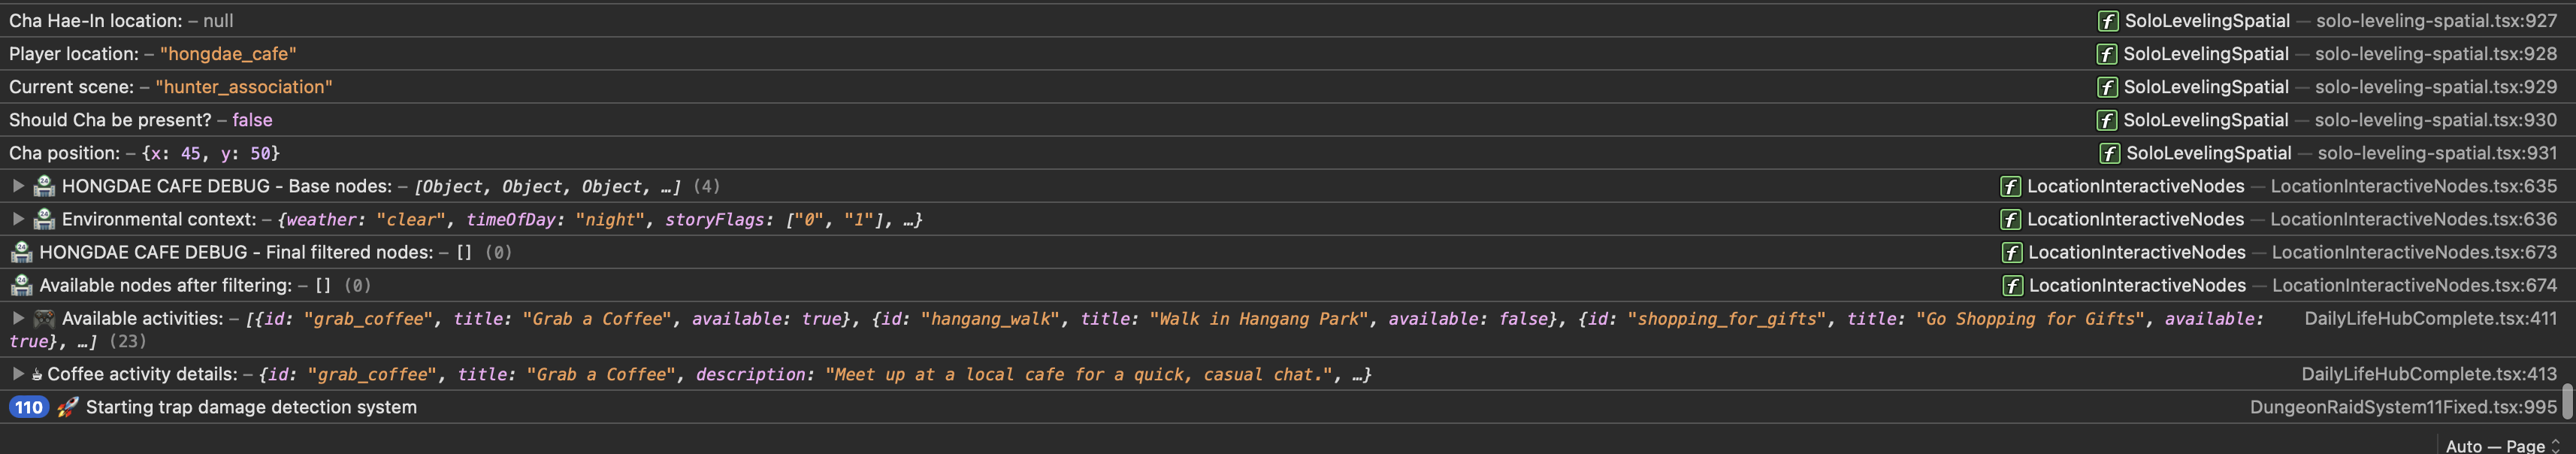 Cha Hae-In location: – null SoloLevelingSpatial — solo-leveling-spatial.tsx:927
Player location: – "hongdae_cafe" SoloLevelingSpatial — solo-leveling-spatial.tsx:928
Current scene: – "hunter_association" SoloLevelingSpatial — solo-leveling-spatial.tsx:929
Should Cha be present? – false SoloLevelingSpatial — solo-leveling-spatial.tsx:930
Cha position: – {x: 45, y: 50} SoloLevelingSpatial — solo-leveling-spatial.tsx:931
▶ 🏪 HONGDAE CAFE DEBUG - Base nodes: – [Object, Object, Object, …] (4) LocationInteractiveNodes — LocationInteractiveNodes.tsx:635
▶ 🏪 Environmental context: – {weather: "clear", timeOfDay: "night", storyFlags: ["0", "1"], …} LocationInteractiveNodes — LocationInteractiveNodes.tsx:636
🏪 HONGDAE CAFE DEBUG - Final filtered nodes: – [] (0) LocationInteractiveNodes — LocationInteractiveNodes.tsx:673
🏪 Available nodes after filtering: – [] (0) LocationInteractiveNodes — LocationInteractiveNodes.tsx:674
▶ 🎮 Available activities: – [{id: "grab_coffee", title: "Grab a Coffee", available: true}, {id: "hangang_walk", title: "Walk in Hangang Park", available: false}, {id: "shopping_for_gifts", title: "Go Shopping for Gifts", available: DailyLifeHubComplete.tsx:411
true}, …] (23)
▶ ☕ Coffee activity details: – {id: "grab_coffee", title: "Grab a Coffee", description: "Meet up at a local cafe for a quick, casual chat.", …} DailyLifeHubComplete.tsx:413
110 🚀 Starting trap damage detection system DungeonRaidSystem11Fixed.tsx:995
Auto — Page